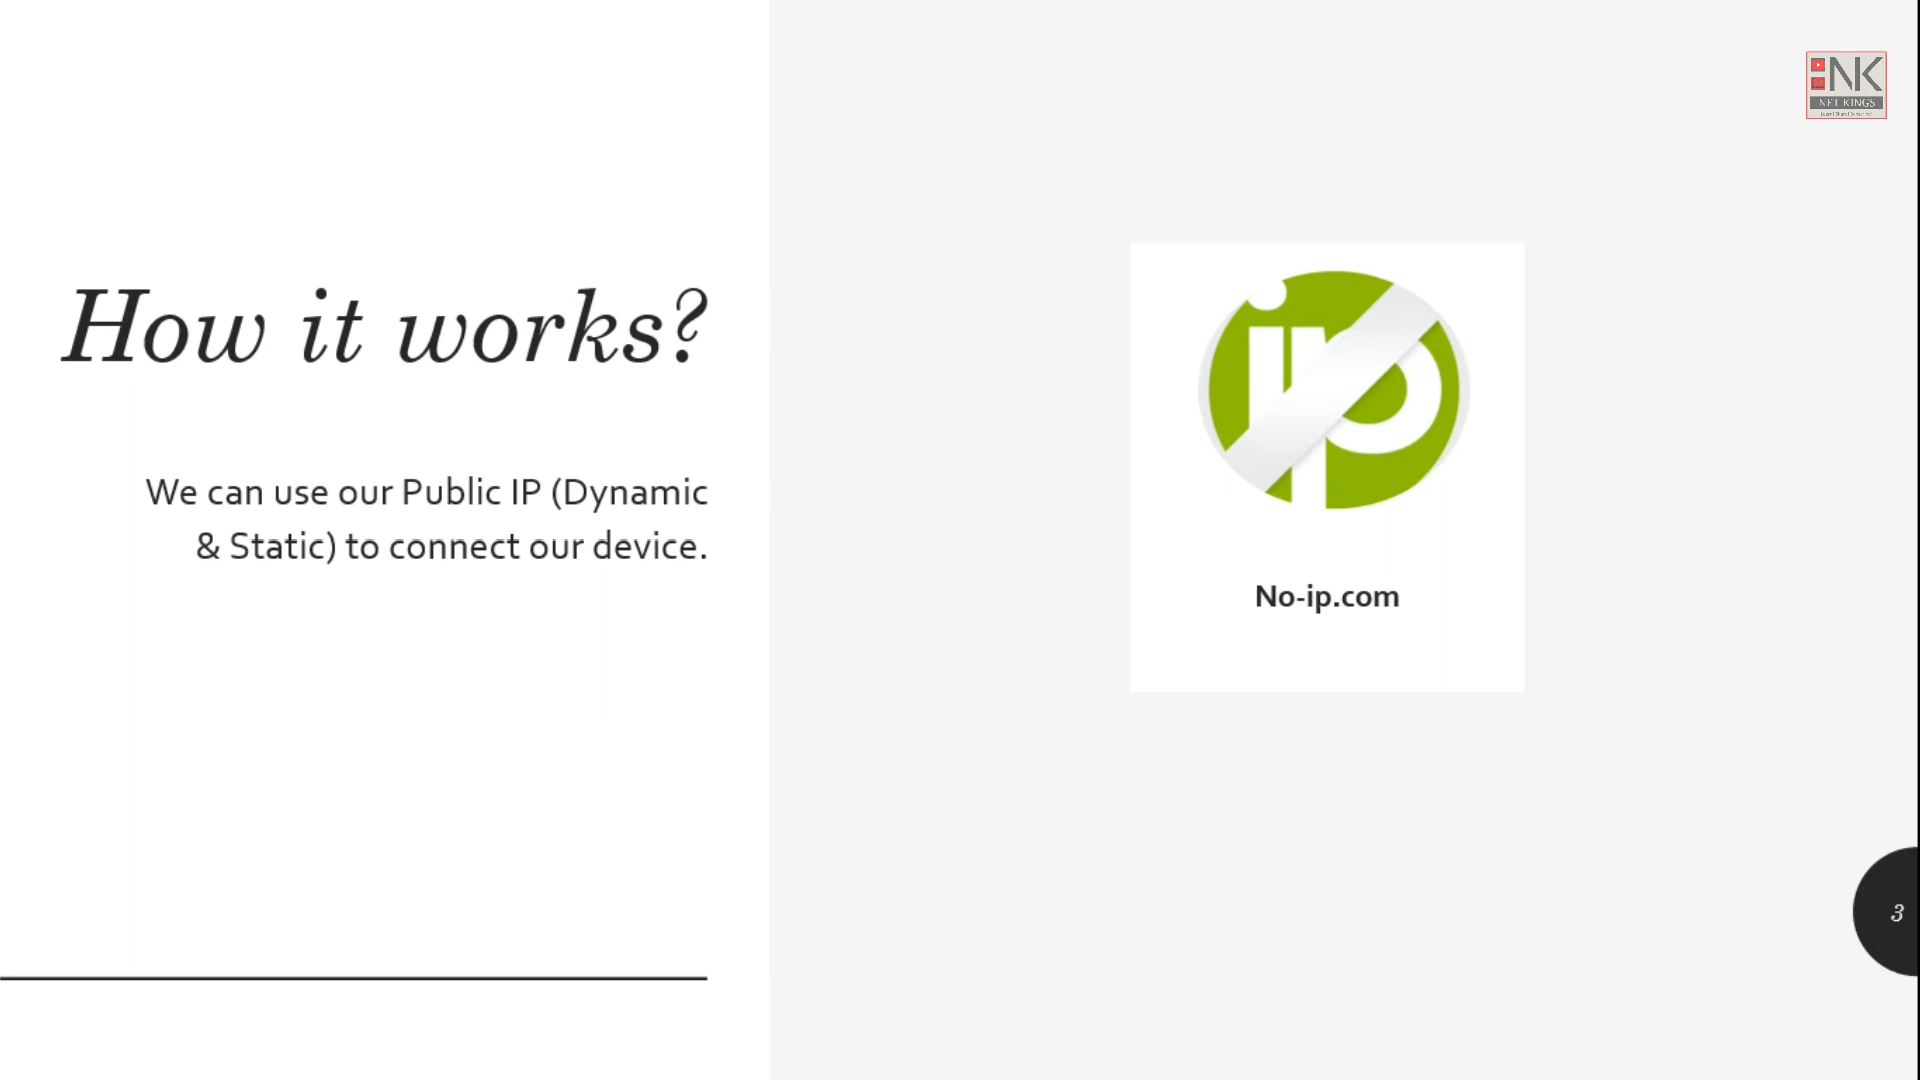 How it works?
We can use our Public IP (Dynamic
& Static) to connect our device.
ip
No-ip.com
NK
NET KINGS
3